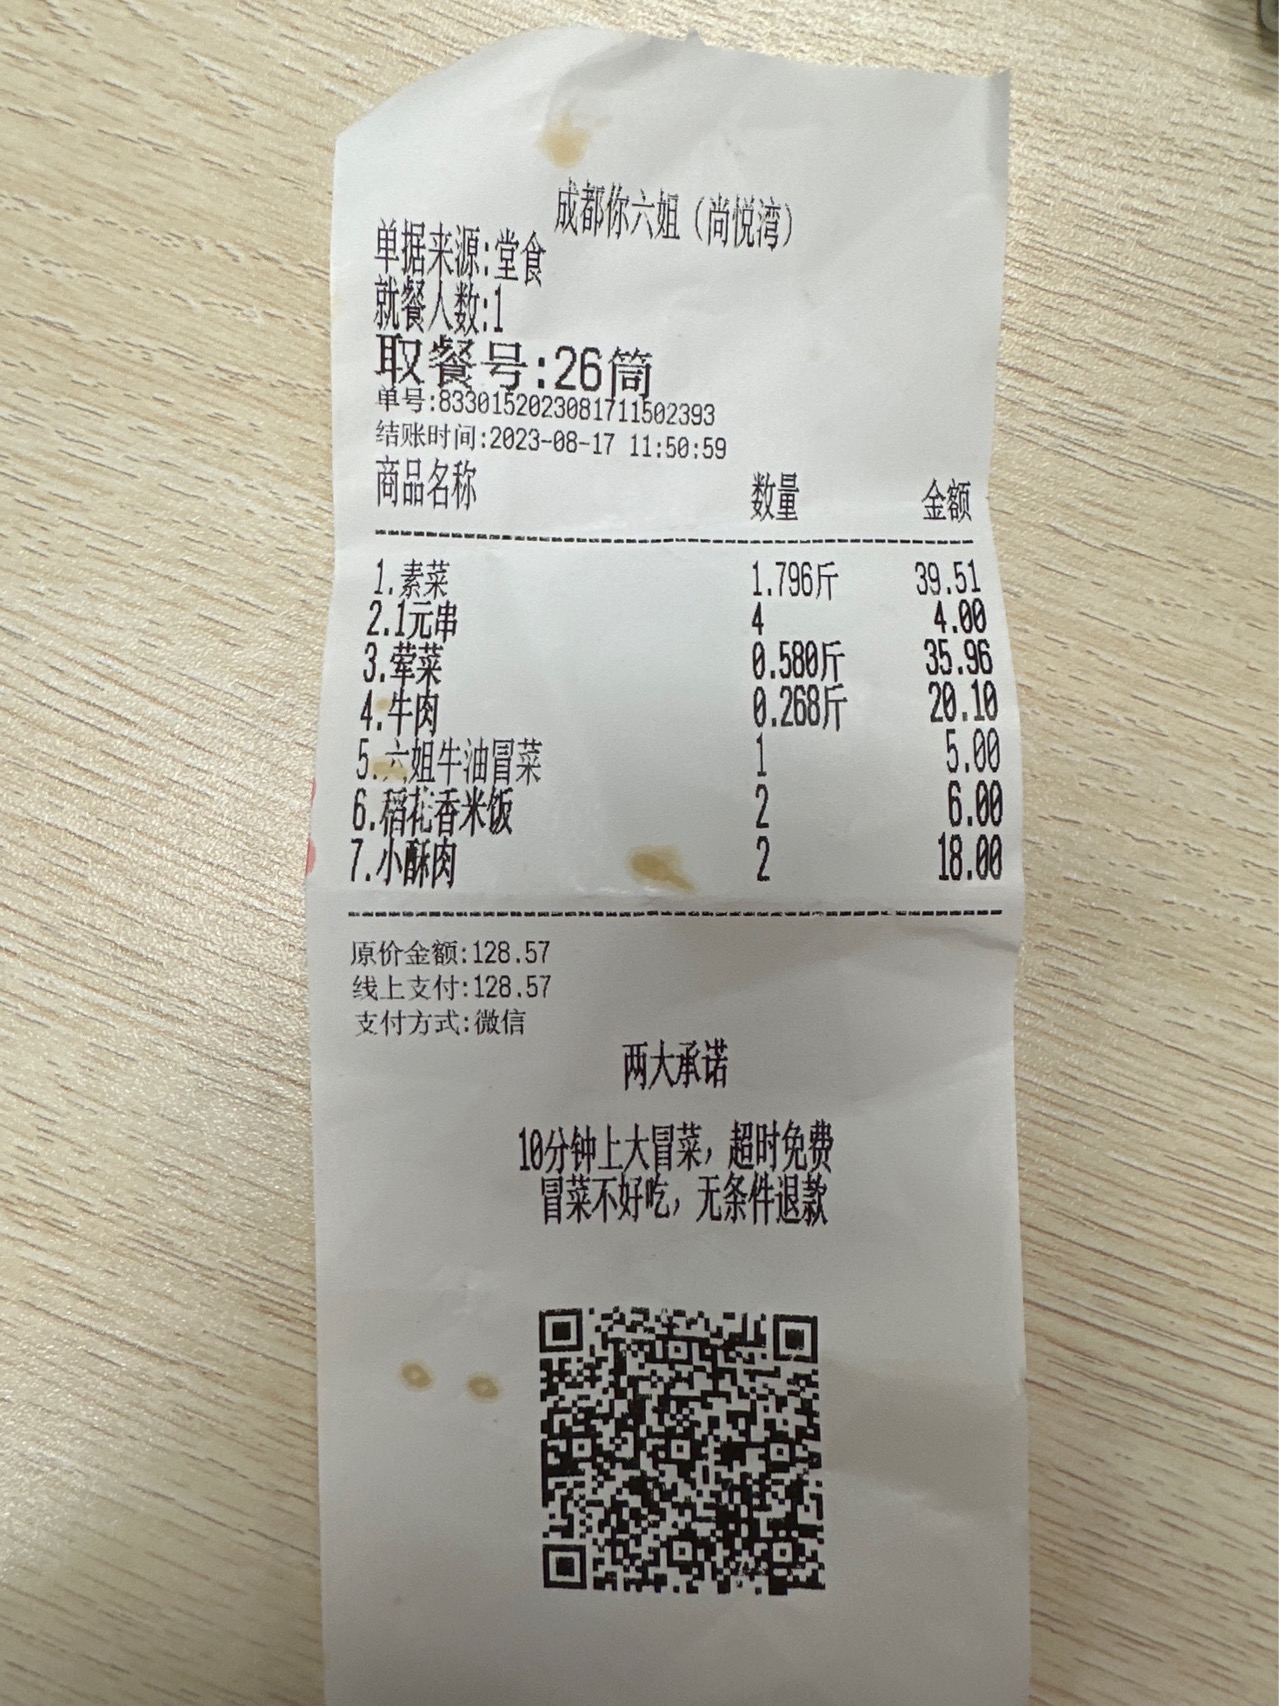 成都你六姐（尚悦湾）
单据来源:堂食
就餐人数:1
取餐号:26筒
单号:8330152023081711502393
结账时间:2023-08-17 11:50:59
商品名称 数量 金额
1.素菜 1.796斤 39.51
2.1元串 4 4.00
3.荤菜 0.580斤 35.96
4.牛肉 0.268斤 20.10
5.六姐牛油冒菜 1 5.00
6.稻花香米饭 2 6.00
7.小酥肉 2 18.00
原价金额:128.57
线上支付:128.57
支付方式:微信
两大承诺
10分钟上大冒菜，超时免费
冒菜不好吃，无条件退款